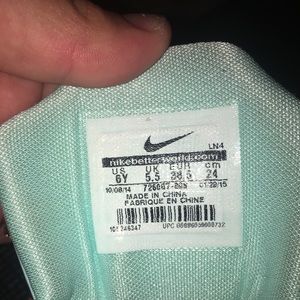 LN4
nikebetterworld.com
US UK EUR cm
6Y 5.5 38.5 24
10/08/14 01/22/15
MADE IN CHINA
FABRIQUE EN CHINE
UPC